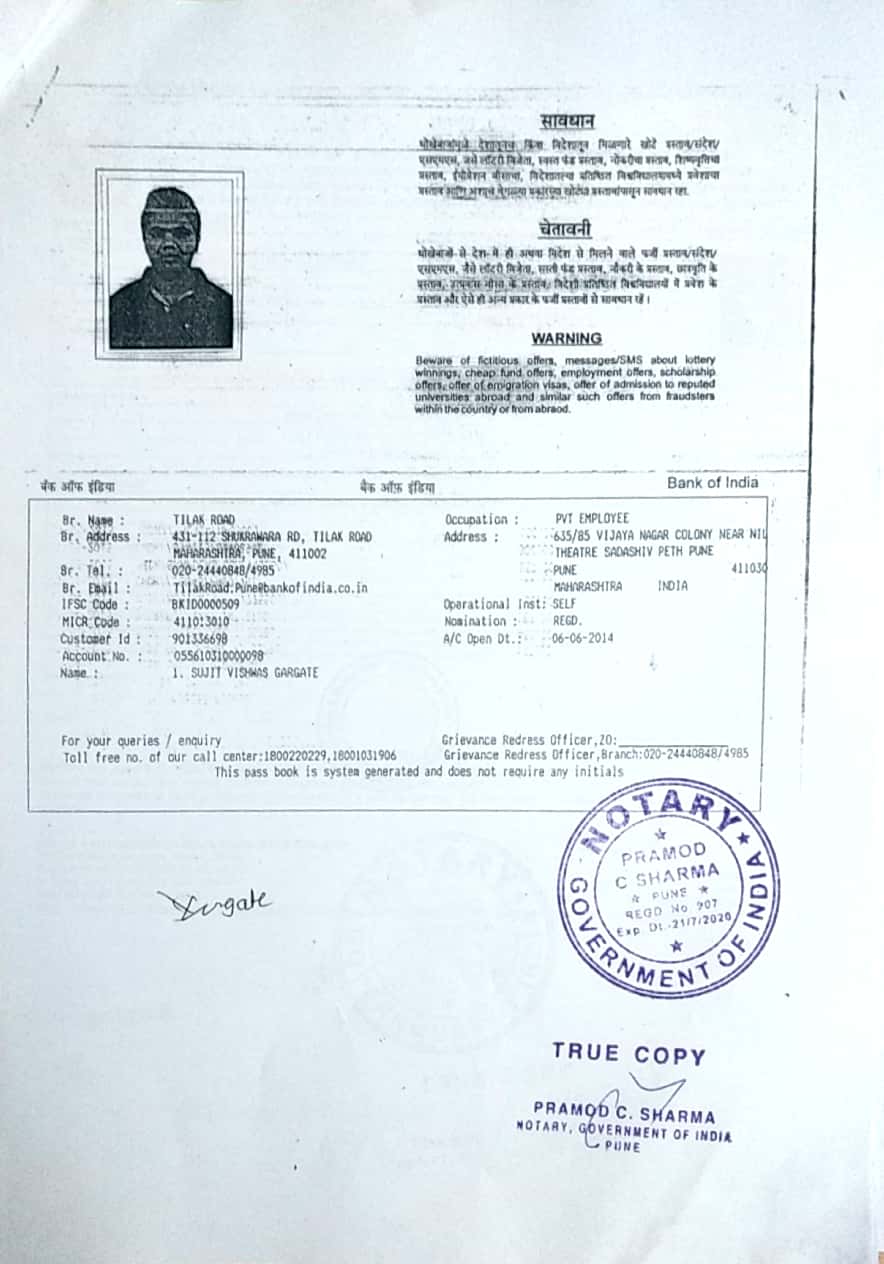 सावधान
धोखेबाजांमुळे देशातूनच किंवा विदेशातून मिळणारे खोटे प्रस्ताव/संदेश/
एसएमएस, जसे लॉटरी विजेता, स्वस्त फंड प्रस्ताव, नोकरीचा प्रस्ताव, शिष्यवृत्तिचा
प्रस्ताव, विदेशातल्या प्रतिष्ठित विश्वविद्यालयामध्ये प्रवेशाचा
प्रस्ताव आणि अशाच वेगळ्या प्रकारच्या खोट्या प्रस्तावांपासून सावधान रहा.
चेतावनी
धोखेबाजों से देश में ही अथवा विदेश से मिलने वाले फर्जी प्रस्ताव/संदेश/
एसएमएस, जैसे लॉटरी विजेता, सस्ती फंड प्रस्ताव, नौकरी के प्रस्ताव, छात्रवृति के
प्रस्ताव, के प्रस्ताव, विदेशी प्रतिष्ठित विश्वविद्यालयों में प्रवेश के
प्रस्ताव और ऐसे ही अन्य प्रकार के फर्जी प्रस्तावों से सावधान रहें।
WARNING
Beware of fictitious offers, messages/SMS about lottery
winnings, cheap fund offers, employment offers, scholarship
offers, offer of emigration visas, offer of admission to reputed
universities abroad and similar such offers from fraudsters
within the country or from abraod.
बँक ऑफ इंडिया बैंक ऑफ़ इंडिया Bank of India
Br. Name : TILAK ROAD
Br. Address : 431-112 SHUKRAWARA RD, TILAK ROAD
MAHARASHTRA, PUNE, 411002
Br. Tel. : 020-24440848/4985
Br. Email : TilakRoad.Pune@bankofindia.co.in
IFSC Code : BKID0000509
MICR Code : 411013010
Customer Id : 901336698
Account No. : 055610310000098
Name : 1. SUJIT VISHWAS GARGATE
Occupation : PVT EMPLOYEE
Address : 635/85 VIJAYA NAGAR COLONY NEAR NIL
THEATRE SADASHIV PETH PUNE
PUNE 411030
MAHARASHTRA INDIA
Operational Inst: SELF
Nomination : REGD.
A/C Open Dt.: 06-06-2014
For your queries / enquiry
Toll free no. of our call center:1800220229,18001031906
Grievance Redress Officer,ZO:
Grievance Redress Officer,Branch:020-24440848/4985
This pass book is system generated and does not require any initials
NOTARY
GOVERNMENT OF INDIA
PRAMOD
C SHARMA
PUNE
REGD No 907
Exp. Dt.-21/7/2020
TRUE COPY
PRAMOD C. SHARMA
NOTARY, GOVERNMENT OF INDIA
PUNE